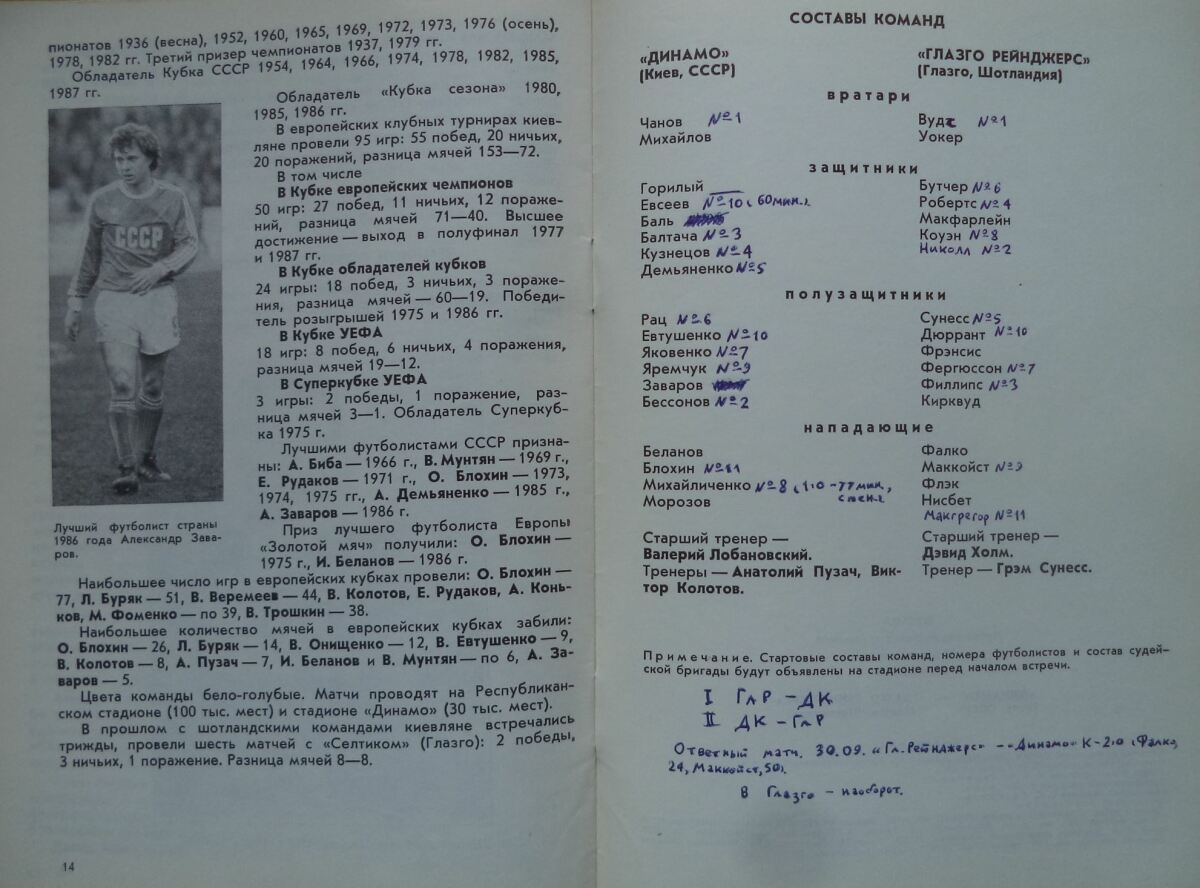 пионатов 1936 (весна), 1952, 1960, 1965, 1969, 1972, 1973, 1976 (осень),
1978, 1982 гг. Третий призер чемпионатов 1937, 1979 гг.
Обладатель Кубка СССР 1954, 1964, 1966, 1974, 1978, 1982, 1985,
1987 гг.
Обладатель «Кубка сезона» 1980,
1985, 1986 гг.
В европейских клубных турнирах киев-
ляне провели 95 игр: 55 побед, 20 ничьих,
20 поражений, разница мячей 153—72.
В том числе
В Кубке европейских чемпионов
50 игр: 27 побед, 11 ничьих, 12 пораже-
ний, разница мячей 71—40. Высшее
достижение — выход в полуфинал 1977
и 1987 гг.
В Кубке обладателей кубков
24 игры: 18 побед, 3 ничьих, 3 пораже-
ния, разница мячей — 60—19. Победи-
тель розыгрышей 1975 и 1986 гг.
В Кубке УЕФА
18 игр: 8 побед, 6 ничьих, 4 поражения,
разница мячей 19—12.
В Суперкубке УЕФА
3 игры: 2 победы, 1 поражение, раз-
ница мячей 3—1. Обладатель Суперкуб-
ка 1975 г.
Лучшими футболистами СССР призна-
ны: А. Биба — 1966 г., В. Мунтян — 1969 г.,
Е. Рудаков — 1971 г., О. Блохин — 1973,
1974, 1975 гг., А. Демьяненко — 1985 г.,
А. Заваров — 1986 г.
Приз лучшего футболиста Европы
«Золотой мяч» получили: О. Блохин —
1975 г., И. Беланов — 1986 г.
СССР
Лучший футболист страны
1986 года Александр Зава-
ров.
Наибольшее число игр в европейских кубках провели: О. Блохин —
77, Л. Буряк — 51, В. Веремеев — 44, В. Колотов, Е. Рудаков, А. Конь-
ков, М. Фоменко — по 39, В. Трошкин — 38.
Наибольшее количество мячей в европейских кубках забили:
О. Блохин — 26, Л. Буряк — 14, В. Онищенко — 12, В. Евтушенко — 9,
В. Колотов — 8, А. Пузач — 7, И. Беланов и В. Мунтян — по 6, А. За-
варов — 5.
Цвета команды бело-голубые. Матчи проводят на Республикан-
ском стадионе (100 тыс. мест) и стадионе «Динамо» (30 тыс. мест).
В прошлом с шотландскими командами киевляне встречались
трижды, провели шесть матчей с «Селтиком» (Глазго): 2 победы,
3 ничьих, 1 поражение. Разница мячей 8—8.
14
СОСТАВЫ КОМАНД
«ДИНАМО»
(Киев, СССР)
«ГЛАЗГО РЕЙНДЖЕРС»
(Глазго, Шотландия)
вратари
Чанов №1
Михайлов
Вудс №1
Уокер
защитники
Горилый
Евсеев №10 (60мин.)
Баль
Балтача №3
Кузнецов №4
Демьяненко №5
Бутчер №6
Робертс №4
Макфарлейн
Коуэн №8
Николл №2
полузащитники
Рац №6
Евтушенко №10
Яковенко №7
Яремчук №9
Заваров
Бессонов №2
Сунесс №5
Дюррант №10
Фрэнсис
Фергюссон №7
Филлипс №3
Кирквуд
нападающие
Беланов
Блохин №11
Михайличенко №8 (1:0 - 77 мин.,
Морозов
Фалко
Маккойст №9
Флэк
Нисбет
Макгрегор №11
Старший тренер —
Валерий Лобановский.
Тренеры — Анатолий Пузач, Вик-
тор Колотов.
Старший тренер —
Дэвид Холм.
Тренер — Грэм Сунесс.
Примечание. Стартовые составы команд, номера футболистов и состав судей-
ской бригады будут объявлены на стадионе перед началом встречи.
I ГлР - ДК
II ДК - ГлР
Ответный матч. 30.09. «Гл.Рейнджерс» - «Динамо» К - 2:0 (Фалко,
24, Маккойст, 50).
В Глазго - наоборот.